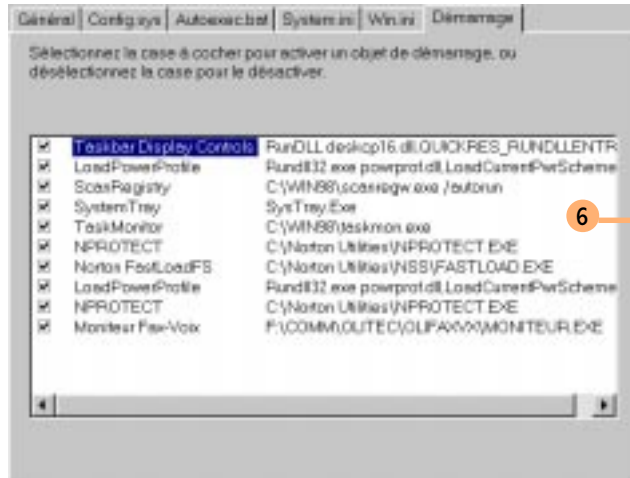 Général Config.sys Autoexec.bat System.ini Win.ini Démarrage
Sélectionnez la case à cocher pour activer un objet de démarrage, ou
désélectionnez la case pour le désactiver.
Taskbar Display Controls RunDLL deskcp16.dll,QUICKRES_RUNDLLENTR
LoadPowerProfile Rundll32.exe powrprof.dll,LoadCurrentPwrScheme
ScanRegistry C:\WIN98\scanregw.exe /autorun
SystemTray SysTray.Exe
6
TaskMonitor C:\WIN98\taskmon.exe
NPROTECT C:\Norton Utilities\NPROTECT.EXE
Norton FastLoadFS C:\Norton Utilities\NSS\FASTLOAD.EXE
LoadPowerProfile Rundll32.exe powrprof.dll,LoadCurrentPwrScheme
NPROTECT C:\Norton Utilities\NPROTECT.EXE
Moniteur Fax-Voix F:\COMM\OLITEC\OLIFAXVX\MONITEUR.EXE